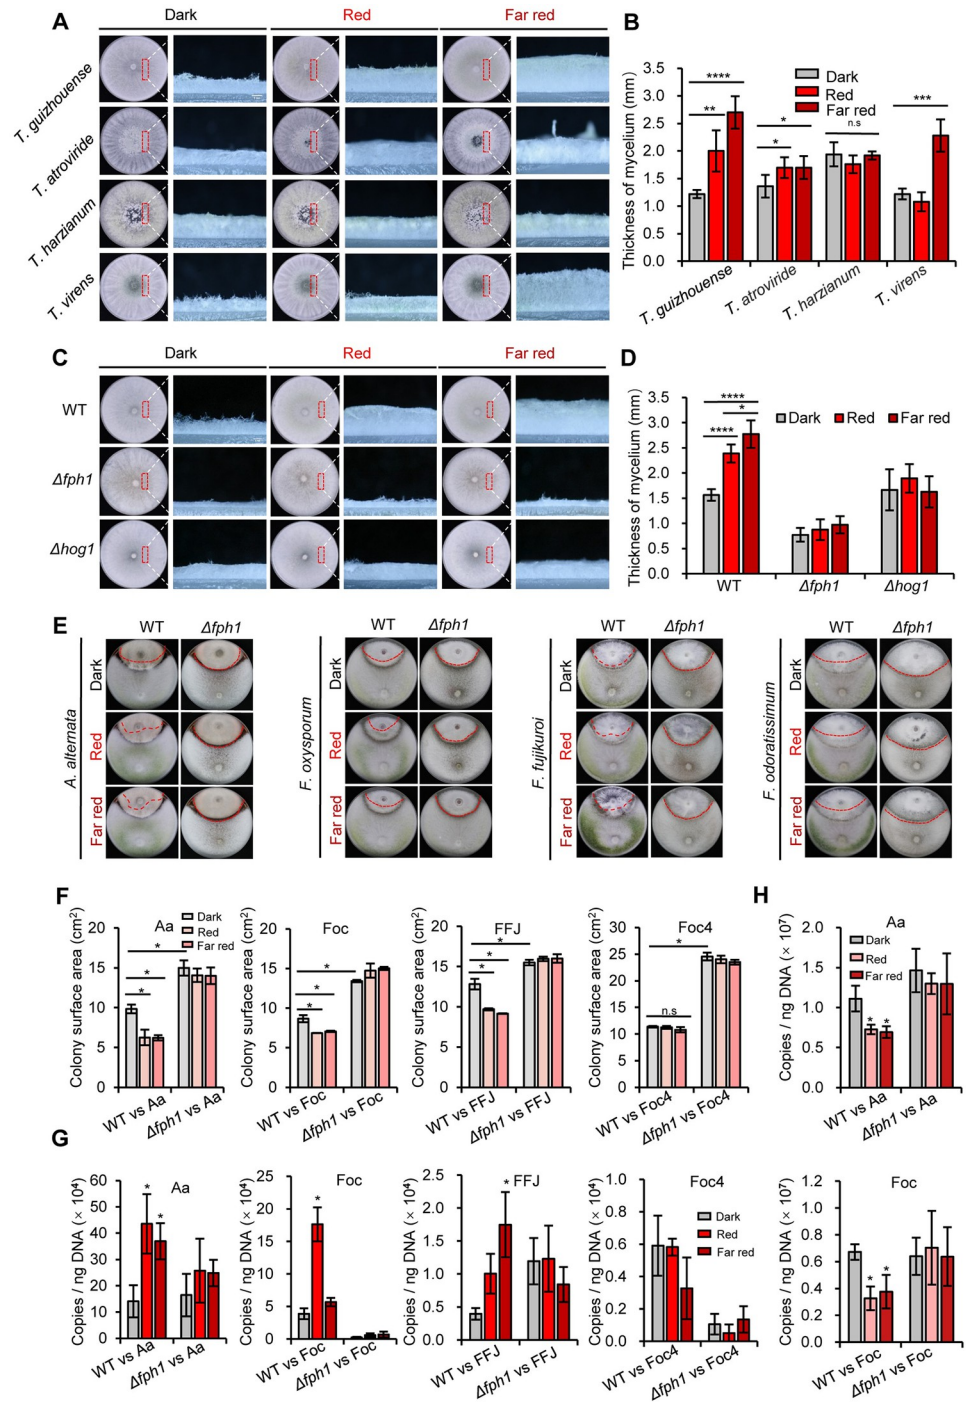 A
Dark
Red
Far red
T. guizhouense
T. atroviride
T. harzianum
T. virens
B
Thickness of mycelium (mm)
3.5
3.0
2.5
2.0
1.5
1.0
0.5
0.0
Dark
Red
Far red
****
**
*
*
n.s
***
T. guizhouense
T. atroviride
T. harzianum
T. virens
C
Dark
Red
Far red
WT
Δfph1
Δhog1
D
Thickness of mycelium (mm)
3.5
3.0
2.5
2.0
1.5
1.0
0.5
0.0
Dark
Red
Far red
****
*
****
WT
Δfph1
Δhog1
E
WT
Δfph1
WT
Δfph1
WT
Δfph1
WT
Δfph1
A. alternata
Dark
Red
Far red
F. oxysporum
Dark
Red
Far red
F. fujikuroi
Dark
Red
Far red
F. odoratissimum
Dark
Red
Far red
F
Colony surface area (cm²)
20
15
10
5
0
Aa
Dark
Red
Far red
*
*
*
WT vs Aa
Δfph1 vs Aa
Colony surface area (cm²)
20
15
10
5
0
Foc
*
*
*
WT vs Foc
Δfph1 vs Foc
Colony surface area (cm²)
20
15
10
5
0
FFJ
*
*
*
WT vs FFJ
Δfph1 vs FFJ
Colony surface area (cm²)
30
25
20
15
10
5
0
Foc4
*
n.s
WT vs Foc4
Δfph1 vs Foc4
H
Copies / ng DNA (× 10⁷)
2.0
1.5
1.0
0.5
0.0
Aa
Dark
Red
Far red
*
*
WT vs Aa
Δfph1 vs Aa
G
Copies / ng DNA (× 10⁴)
60
50
40
30
20
10
0
Aa
*
*
WT vs Aa
Δfph1 vs Aa
Copies / ng DNA (× 10⁴)
25
20
15
10
5
0
Foc
*
WT vs Foc
Δfph1 vs Foc
Copies / ng DNA (× 10⁴)
2.5
2.0
1.5
1.0
0.5
0.0
FFJ
*
WT vs FFJ
Δfph1 vs FFJ
Copies / ng DNA (× 10⁴)
1.0
0.8
0.6
0.4
0.2
0.0
Foc4
Dark
Red
Far red
WT vs Foc4
Δfph1 vs Foc4
Copies / ng DNA (× 10⁷)
1.2
1.0
0.8
0.6
0.4
0.2
0.0
Foc
*
*
WT vs Foc
Δfph1 vs Foc